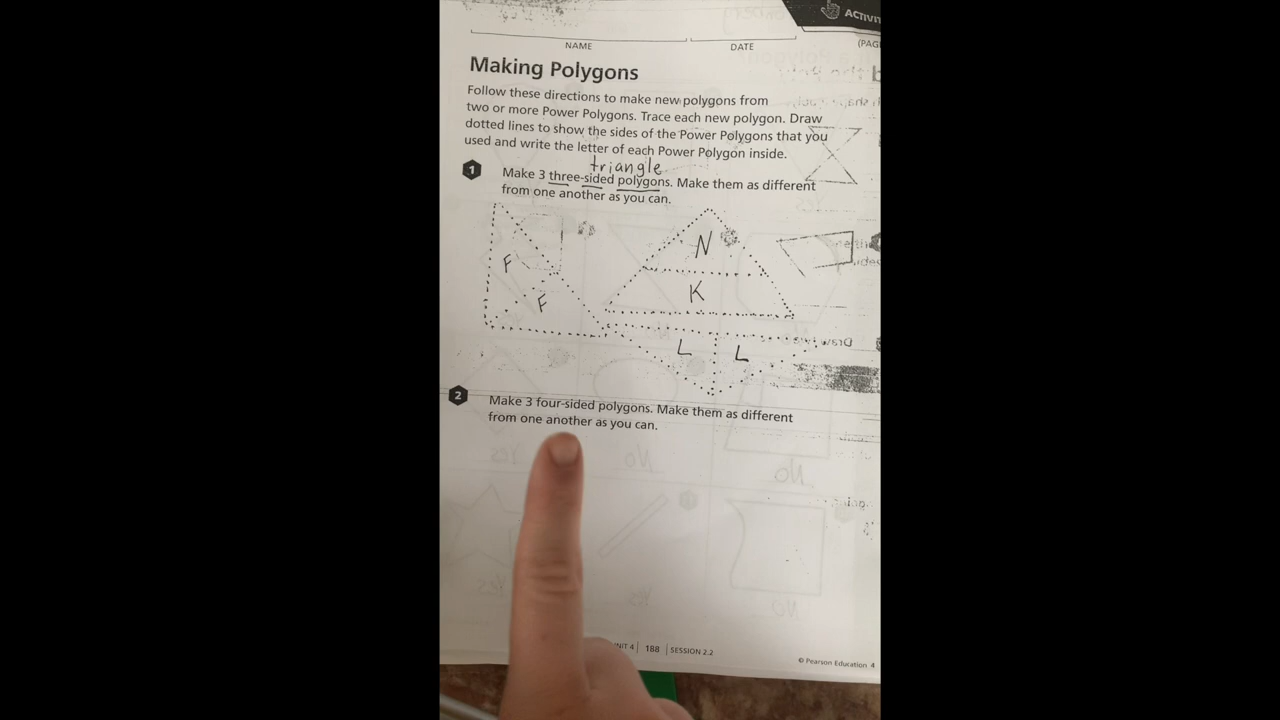 ACTIVI
NAME DATE (PAG
Making Polygons
Follow these directions to make new polygons from
two or more Power Polygons. Trace each new polygon. Draw
dotted lines to show the sides of the Power Polygons that you
used and write the letter of each Power Polygon inside.
triangle
1 Make 3 three-sided polygons. Make them as different
from one another as you can.
N
F
K
F
L L
2 Make 3 four-sided polygons. Make them as different
from one another as you can.
NIT 4 | 188 | SESSION 2.2
© Pearson Education 4